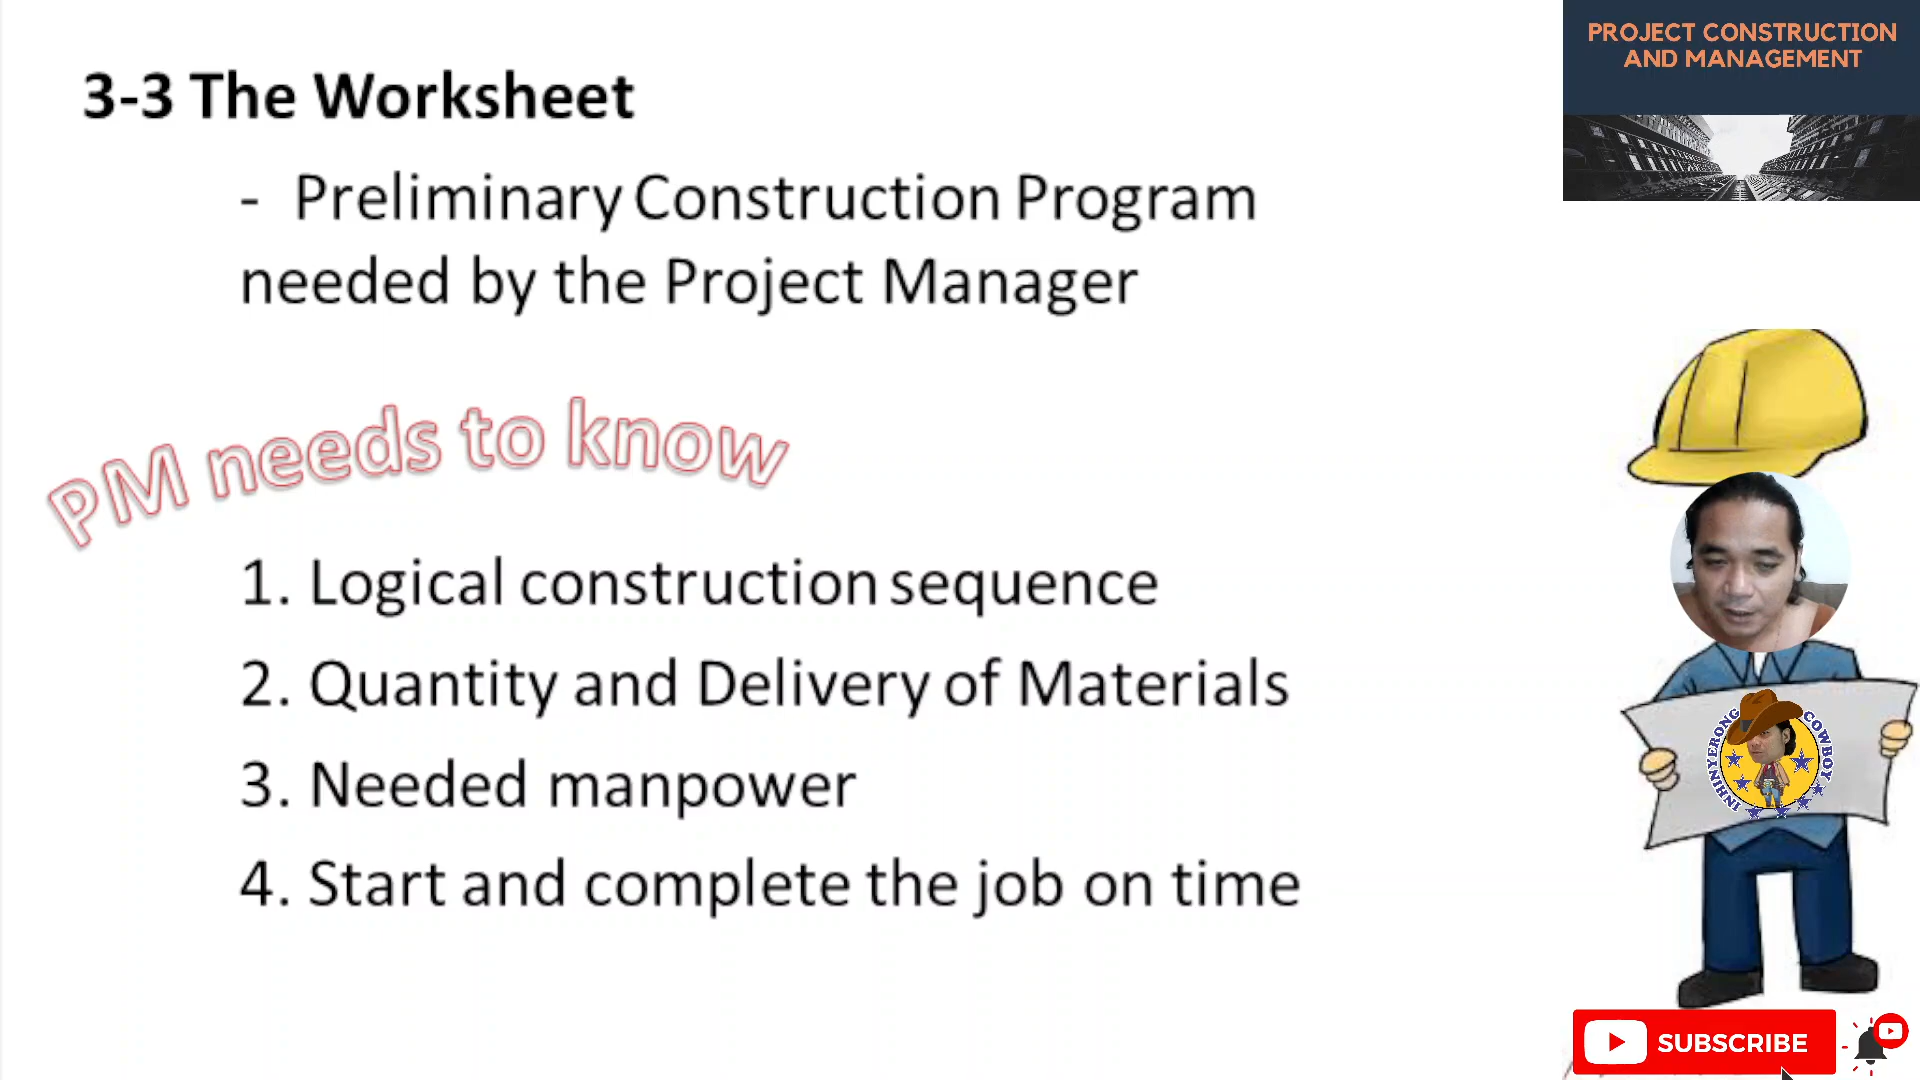 PROJECT CONSTRUCTION
AND MANAGEMENT
3-3 The Worksheet
- Preliminary Construction Program
needed by the Project Manager
PM needs to know
1. Logical construction sequence
2. Quantity and Delivery of Materials
3. Needed manpower
4. Start and complete the job on time
INHINYERONG COWBOY
SUBSCRIBE